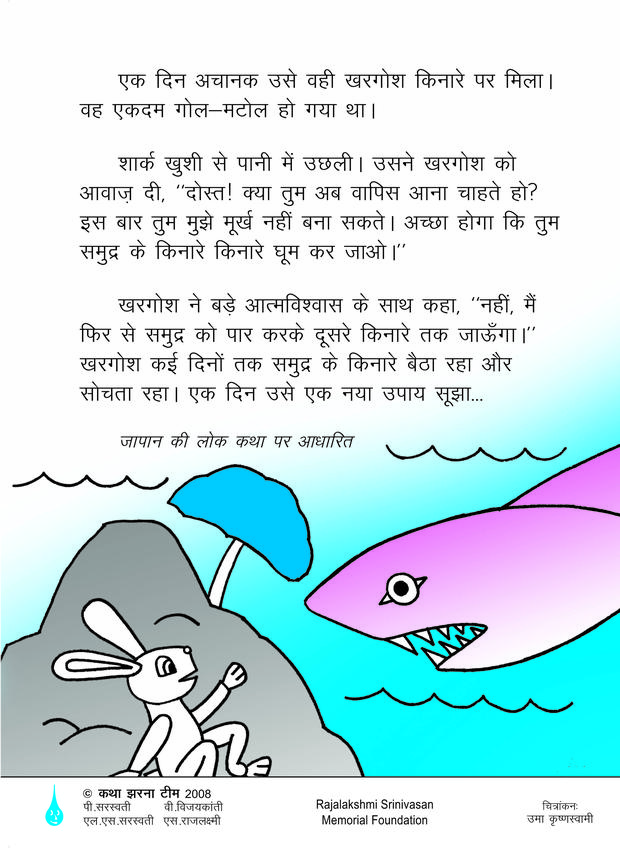 एक दिन अचानक उसे वही खरगोश किनारे पर मिला।
वह एकदम गोल–मटोल हो गया था।
शार्क खुशी से पानी में उछली। उसने खरगोश को
आवाज़ दी, ‘‘दोस्त! क्या तुम अब वापिस आना चाहते हो?
इस बार तुम मुझे मूर्ख नहीं बना सकते। अच्छा होगा कि तुम
समुद्र के किनारे किनारे घूम कर जाओ।’’
खरगोश ने बड़े आत्मविश्वास के साथ कहा, ‘‘नहीं, मैं
फिर से समुद्र को पार करके दूसरे किनारे तक जाऊँगा।’’
खरगोश कई दिनों तक समुद्र के किनारे बैठा रहा और
सोचता रहा। एक दिन उसे एक नया उपाय सूझा...
जापान की लोक कथा पर आधारित
© कथा झरना टीम 2008
पी.सरस्वती वी.विजयकांती
एल.एस.सरस्वती एस.राजलक्ष्मी
Rajalakshmi Srinivasan
Memorial Foundation
चित्रांकनः
उमा कृष्णस्वामी